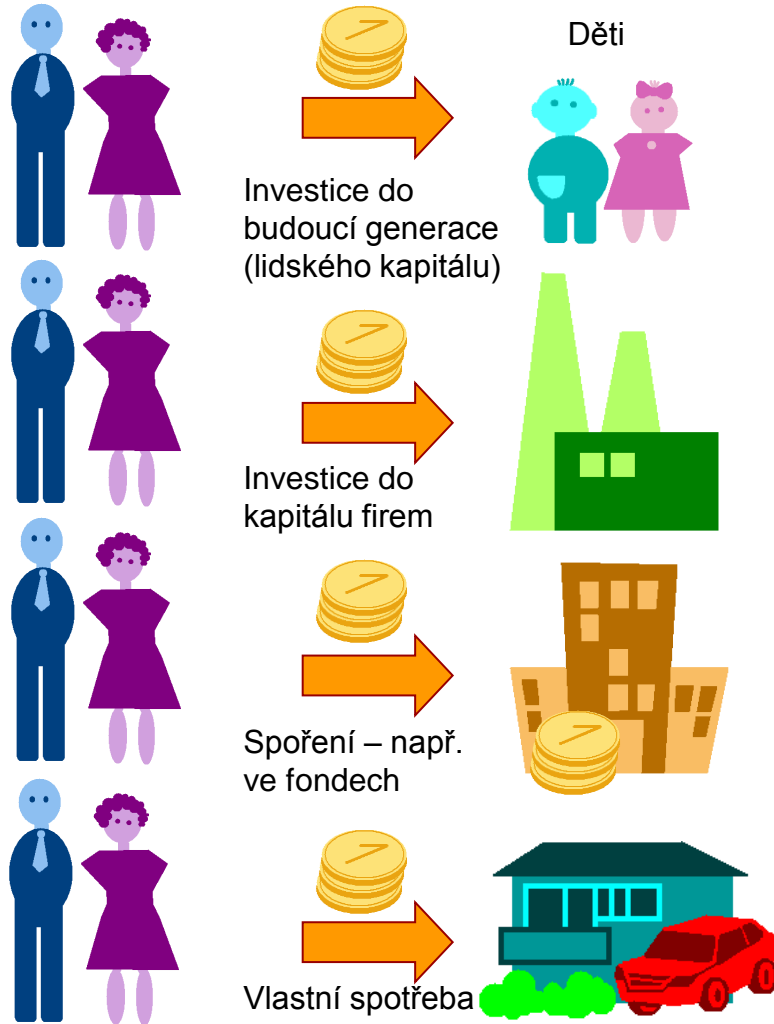 Děti
Investice do
budoucí generace
(lidského kapitálu)
Investice do
kapitálu firem
Spoření – např.
ve fondech
Vlastní spotřeba